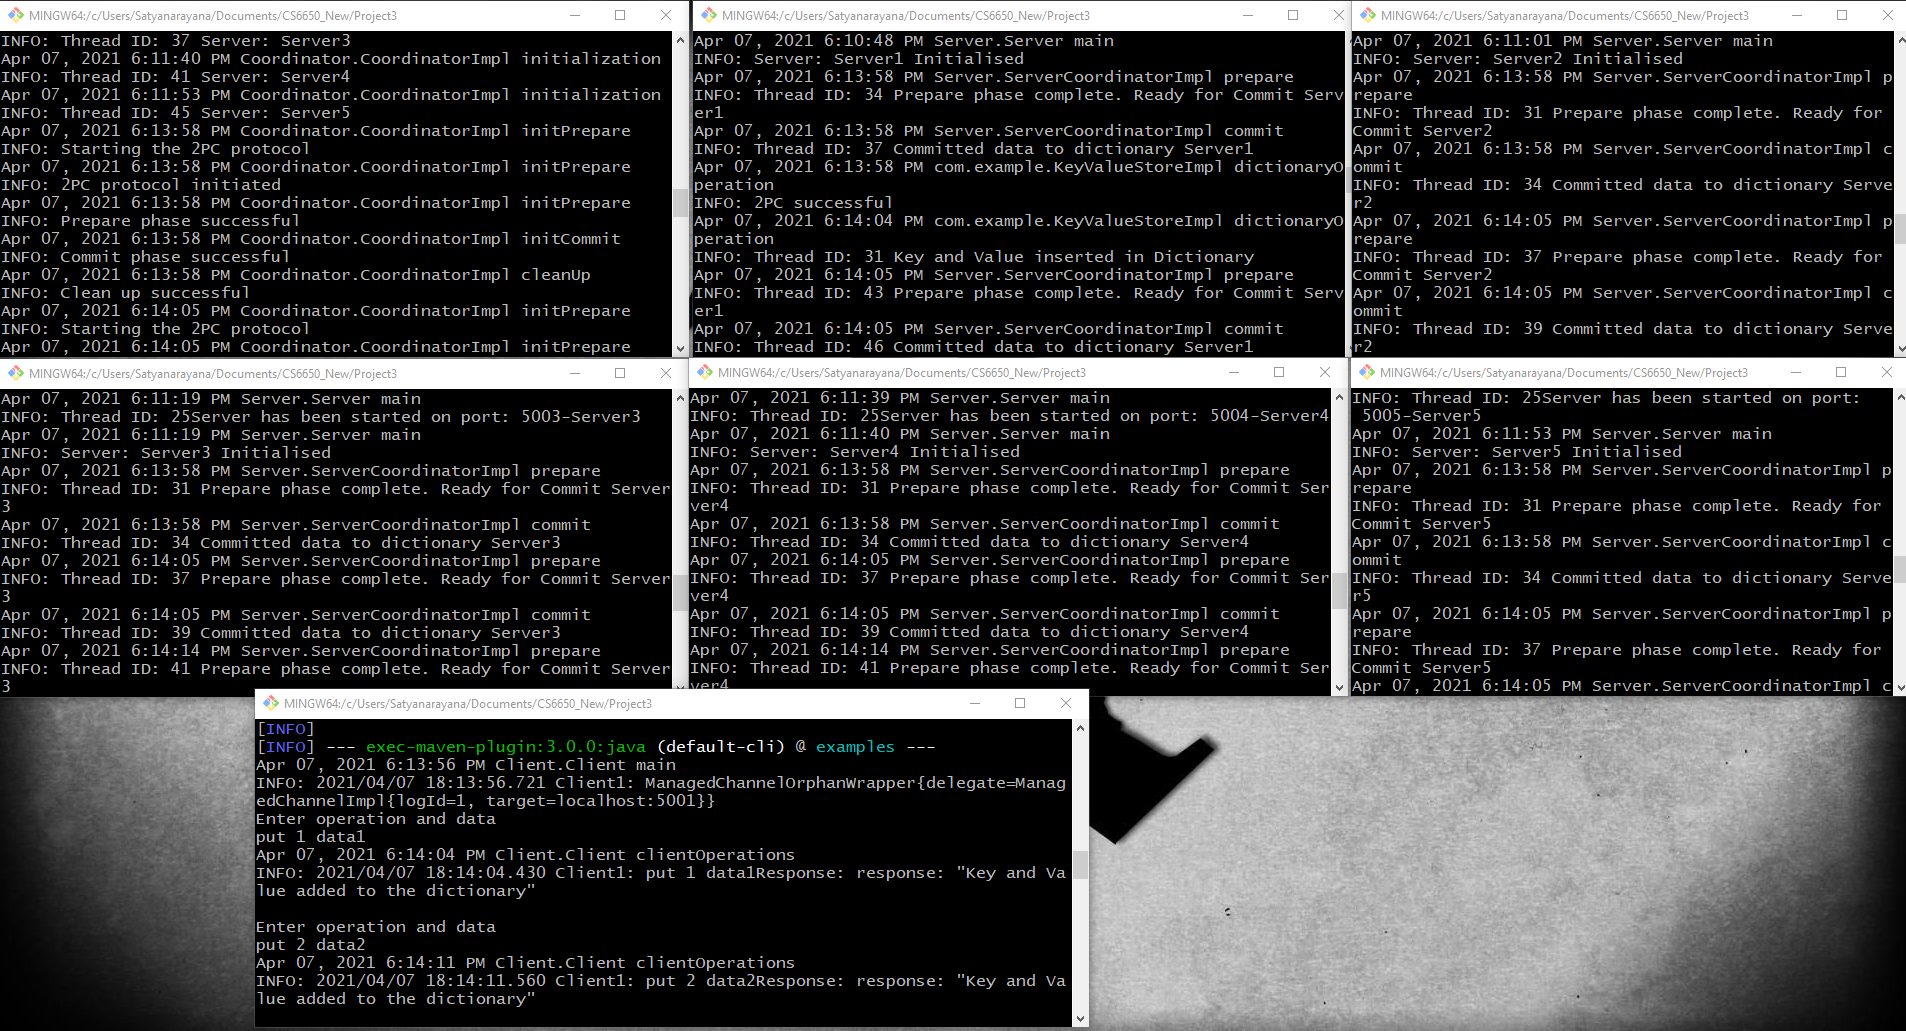 MINGW64:/c/Users/Satyanarayana/Documents/CS6650_New/Project3
INFO: Thread ID: 37 Server: Server3
Apr 07, 2021 6:11:40 PM Coordinator.CoordinatorImpl initialization
INFO: Thread ID: 41 Server: Server4
Apr 07, 2021 6:11:53 PM Coordinator.CoordinatorImpl initialization
INFO: Thread ID: 45 Server: Server5
Apr 07, 2021 6:13:58 PM Coordinator.CoordinatorImpl initPrepare
INFO: Starting the 2PC protocol
Apr 07, 2021 6:13:58 PM Coordinator.CoordinatorImpl initPrepare
INFO: 2PC protocol initiated
Apr 07, 2021 6:13:58 PM Coordinator.CoordinatorImpl initPrepare
INFO: Prepare phase successful
Apr 07, 2021 6:13:58 PM Coordinator.CoordinatorImpl initCommit
INFO: Commit phase successful
Apr 07, 2021 6:13:58 PM Coordinator.CoordinatorImpl cleanUp
INFO: Clean up successful
Apr 07, 2021 6:14:05 PM Coordinator.CoordinatorImpl initPrepare
INFO: Starting the 2PC protocol
Apr 07, 2021 6:14:05 PM Coordinator.CoordinatorImpl initPrepare
MINGW64:/c/Users/Satyanarayana/Documents/CS6650_New/Project3
Apr 07, 2021 6:10:48 PM Server.Server main
INFO: Server: Server1 Initialised
Apr 07, 2021 6:13:58 PM Server.ServerCoordinatorImpl prepare
INFO: Thread ID: 34 Prepare phase complete. Ready for Commit Serv
er1
Apr 07, 2021 6:13:58 PM Server.ServerCoordinatorImpl commit
INFO: Thread ID: 37 Committed data to dictionary Server1
Apr 07, 2021 6:13:58 PM com.example.KeyValueStoreImpl dictionaryO
peration
INFO: 2PC successful
Apr 07, 2021 6:14:04 PM com.example.KeyValueStoreImpl dictionaryO
peration
INFO: Thread ID: 31 Key and Value inserted in Dictionary
Apr 07, 2021 6:14:05 PM Server.ServerCoordinatorImpl prepare
INFO: Thread ID: 43 Prepare phase complete. Ready for Commit Serv
er1
Apr 07, 2021 6:14:05 PM Server.ServerCoordinatorImpl commit
INFO: Thread ID: 46 Committed data to dictionary Server1
MINGW64:/c/Users/Satyanarayana/Documents/CS6650_New/Project3
Apr 07, 2021 6:11:01 PM Server.Server main
INFO: Server: Server2 Initialised
Apr 07, 2021 6:13:58 PM Server.ServerCoordinatorImpl p
repare
INFO: Thread ID: 31 Prepare phase complete. Ready for
Commit Server2
Apr 07, 2021 6:13:58 PM Server.ServerCoordinatorImpl c
ommit
INFO: Thread ID: 34 Committed data to dictionary Serve
r2
Apr 07, 2021 6:14:05 PM Server.ServerCoordinatorImpl p
repare
INFO: Thread ID: 37 Prepare phase complete. Ready for
Commit Server2
Apr 07, 2021 6:14:05 PM Server.ServerCoordinatorImpl c
ommit
INFO: Thread ID: 39 Committed data to dictionary Serve
r2
MINGW64:/c/Users/Satyanarayana/Documents/CS6650_New/Project3
Apr 07, 2021 6:11:19 PM Server.Server main
INFO: Thread ID: 25Server has been started on port: 5003-Server3
Apr 07, 2021 6:11:19 PM Server.Server main
INFO: Server: Server3 Initialised
Apr 07, 2021 6:13:58 PM Server.ServerCoordinatorImpl prepare
INFO: Thread ID: 31 Prepare phase complete. Ready for Commit Server
3
Apr 07, 2021 6:13:58 PM Server.ServerCoordinatorImpl commit
INFO: Thread ID: 34 Committed data to dictionary Server3
Apr 07, 2021 6:14:05 PM Server.ServerCoordinatorImpl prepare
INFO: Thread ID: 37 Prepare phase complete. Ready for Commit Server
3
Apr 07, 2021 6:14:05 PM Server.ServerCoordinatorImpl commit
INFO: Thread ID: 39 Committed data to dictionary Server3
Apr 07, 2021 6:14:14 PM Server.ServerCoordinatorImpl prepare
INFO: Thread ID: 41 Prepare phase complete. Ready for Commit Server
3
MINGW64:/c/Users/Satyanarayana/Documents/CS6650_New/Project3
Apr 07, 2021 6:11:39 PM Server.Server main
INFO: Thread ID: 25Server has been started on port: 5004-Server4
Apr 07, 2021 6:11:40 PM Server.Server main
INFO: Server: Server4 Initialised
Apr 07, 2021 6:13:58 PM Server.ServerCoordinatorImpl prepare
INFO: Thread ID: 31 Prepare phase complete. Ready for Commit Ser
ver4
Apr 07, 2021 6:13:58 PM Server.ServerCoordinatorImpl commit
INFO: Thread ID: 34 Committed data to dictionary Server4
Apr 07, 2021 6:14:05 PM Server.ServerCoordinatorImpl prepare
INFO: Thread ID: 37 Prepare phase complete. Ready for Commit Ser
ver4
Apr 07, 2021 6:14:05 PM Server.ServerCoordinatorImpl commit
INFO: Thread ID: 39 Committed data to dictionary Server4
Apr 07, 2021 6:14:14 PM Server.ServerCoordinatorImpl prepare
INFO: Thread ID: 41 Prepare phase complete. Ready for Commit Ser
ver4
MINGW64:/c/Users/Satyanarayana/Documents/CS6650_New/Project3
INFO: Thread ID: 25Server has been started on port:
5005-Server5
Apr 07, 2021 6:11:53 PM Server.Server main
INFO: Server: Server5 Initialised
Apr 07, 2021 6:13:58 PM Server.ServerCoordinatorImpl p
repare
INFO: Thread ID: 31 Prepare phase complete. Ready for
Commit Server5
Apr 07, 2021 6:13:58 PM Server.ServerCoordinatorImpl c
ommit
INFO: Thread ID: 34 Committed data to dictionary Serve
r5
Apr 07, 2021 6:14:05 PM Server.ServerCoordinatorImpl p
repare
INFO: Thread ID: 37 Prepare phase complete. Ready for
Commit Server5
Apr 07, 2021 6:14:05 PM Server.ServerCoordinatorImpl c
MINGW64:/c/Users/Satyanarayana/Documents/CS6650_New/Project3
[INFO]
[INFO] --- exec-maven-plugin:3.0.0:java (default-cli) @ examples ---
Apr 07, 2021 6:13:56 PM Client.Client main
INFO: 2021/04/07 18:13:56.721 Client1: ManagedChannelOrphanWrapper{delegate=Manag
edChannelImpl{logId=1, target=localhost:5001}}
Enter operation and data
put 1 data1
Apr 07, 2021 6:14:04 PM Client.Client clientOperations
INFO: 2021/04/07 18:14:04.430 Client1: put 1 data1Response: response: "Key and Va
lue added to the dictionary"
Enter operation and data
put 2 data2
Apr 07, 2021 6:14:11 PM Client.Client clientOperations
INFO: 2021/04/07 18:14:11.560 Client1: put 2 data2Response: response: "Key and Va
lue added to the dictionary"